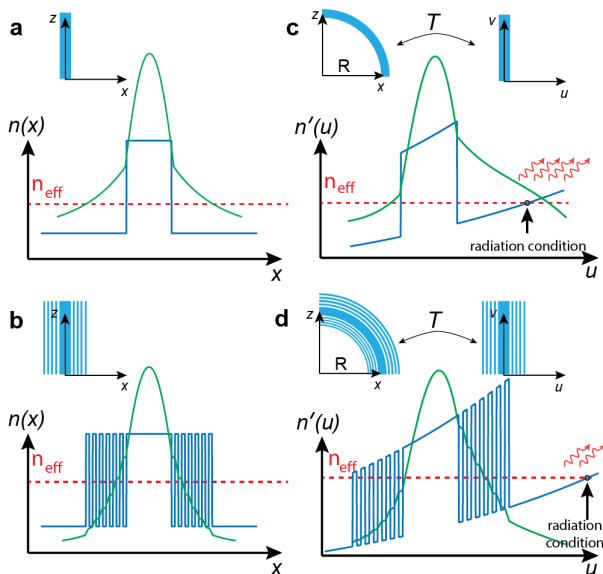 a
z
x
n(x)
n_eff
x
c
z
R
x
T
v
u
n′(u)
n_eff
radiation condition
u
b
z
x
n(x)
n_eff
x
d
z
R
x
T
v
u
n′(u)
n_eff
radiation
condition
u